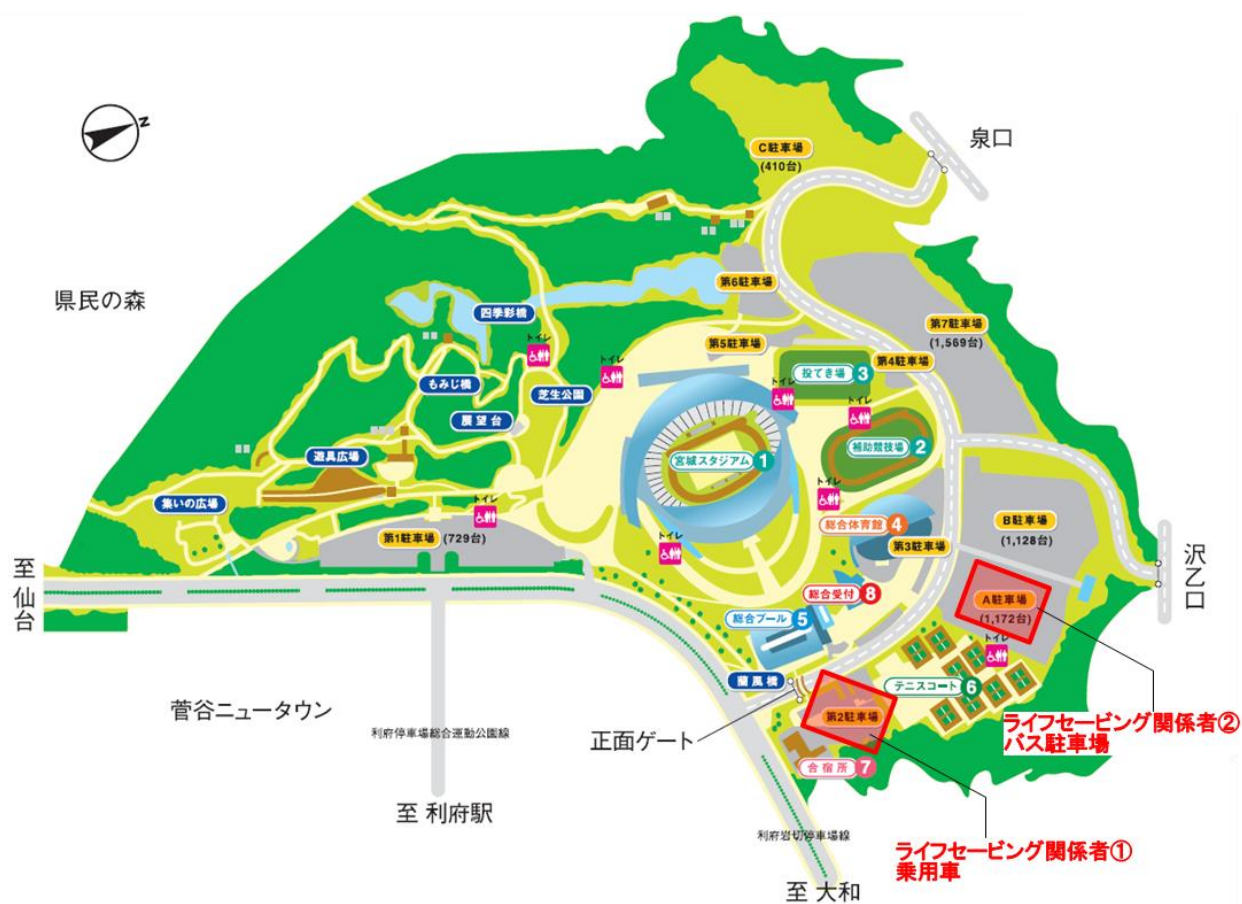 N
泉口
C駐車場
(410台)
県民の森
第6駐車場
四季彩橋
トイレ
第5駐車場
第7駐車場
(1,569台)
第4駐車場
トイレ
投てき場 3
トイレ
もみじ橋
芝生公園
展望台
トイレ
補助競技場 2
遊具広場
宮城スタジアム 1
集いの広場
トイレ
トイレ
総合体育館 4
B駐車場
(1,128台)
第1駐車場 (729台)
トイレ
第3駐車場
沢乙口
至仙台
総合受付 8
A駐車場
(1,172台)
総合プール 5
トイレ
蘭風橋
テニスコート 6
菅谷ニュータウン
第2駐車場
利府停車場総合運動公園線
正面ゲート
ライフセービング関係者②
バス駐車場
合宿所 7
至 利府駅
利府岩切停車場線
ライフセービング関係者①
乗用車
至 大和